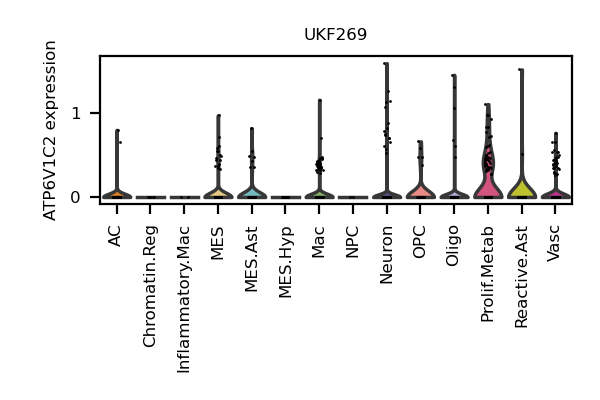 UKF269
ATP6V1C2 expression
1
0
AC
Chromatin.Reg
Inflammatory.Mac
MES
MES.Ast
MES.Hyp
Mac
NPC
Neuron
OPC
Oligo
Prolif.Metab
Reactive.Ast
Vasc